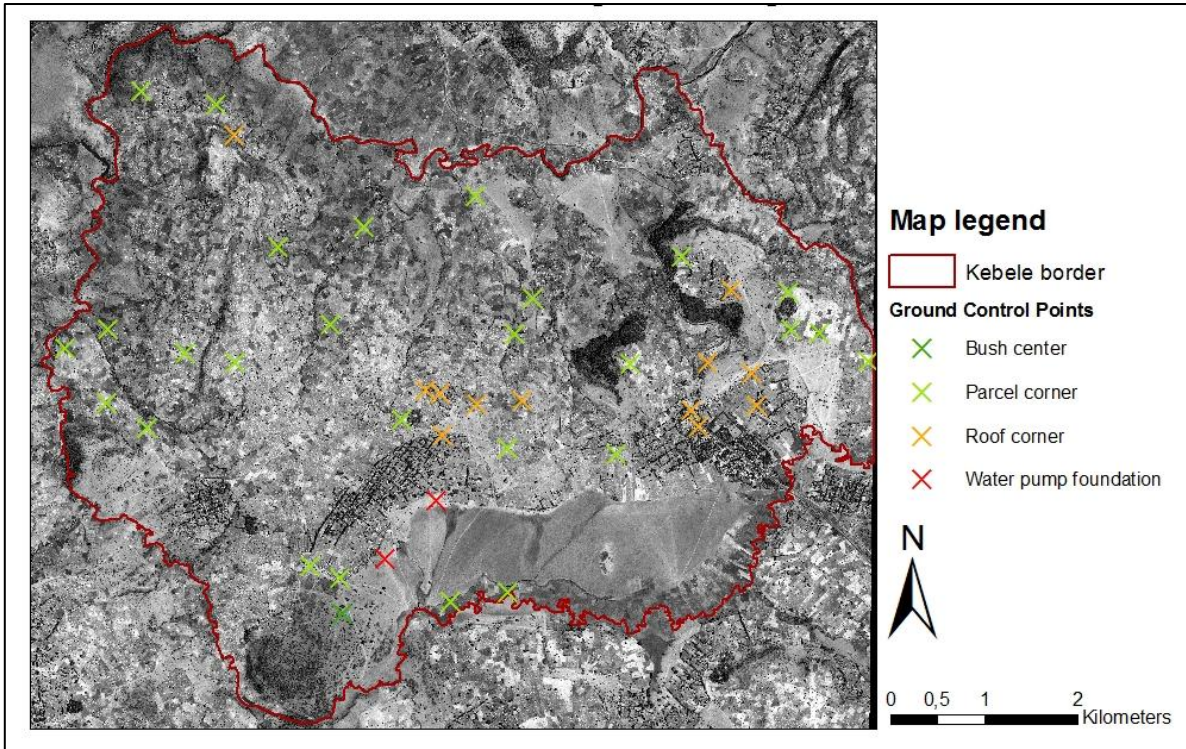 Map legend
Kebele border
Ground Control Points
Bush center
Parcel corner
Roof corner
Water pump foundation
N
0 0,5 1 2
Kilometers